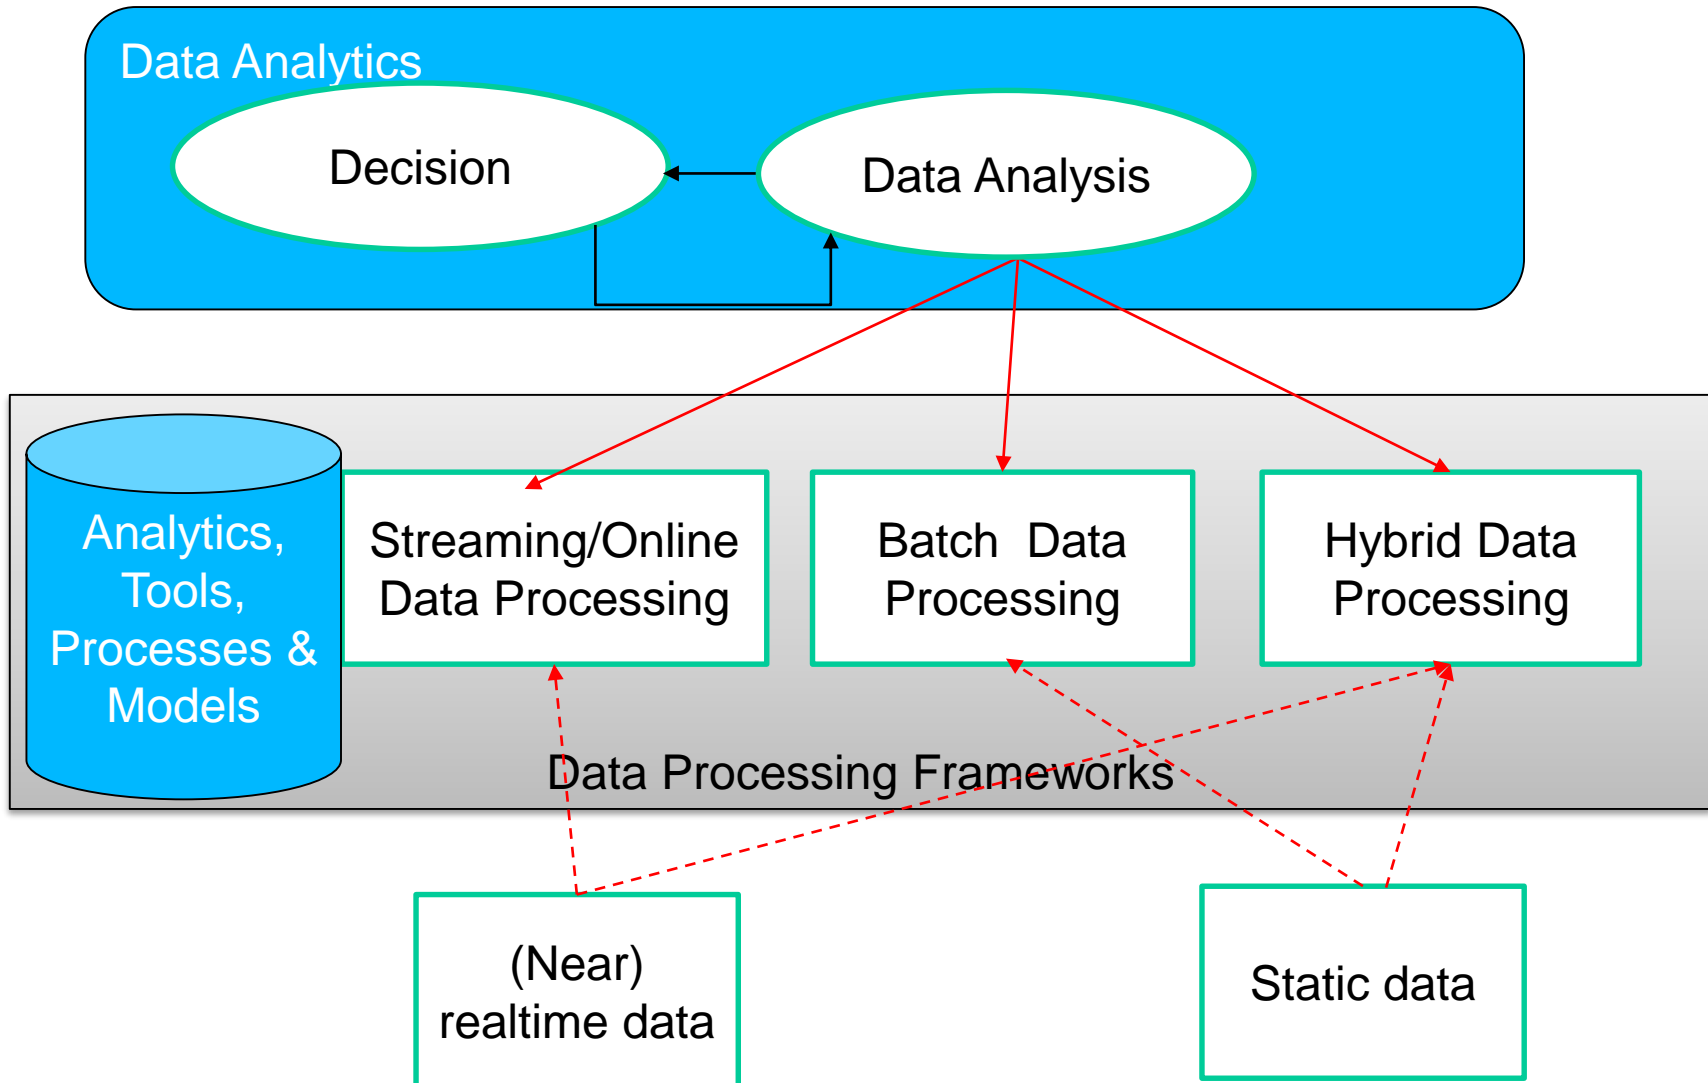 Data Analytics
Decision
Data Analysis
Analytics,
Tools,
Processes &
Models
Streaming/Online
Data Processing
Batch  Data
Processing
Hybrid Data
Processing
Data Processing Frameworks
(Near)
realtime data
Static data